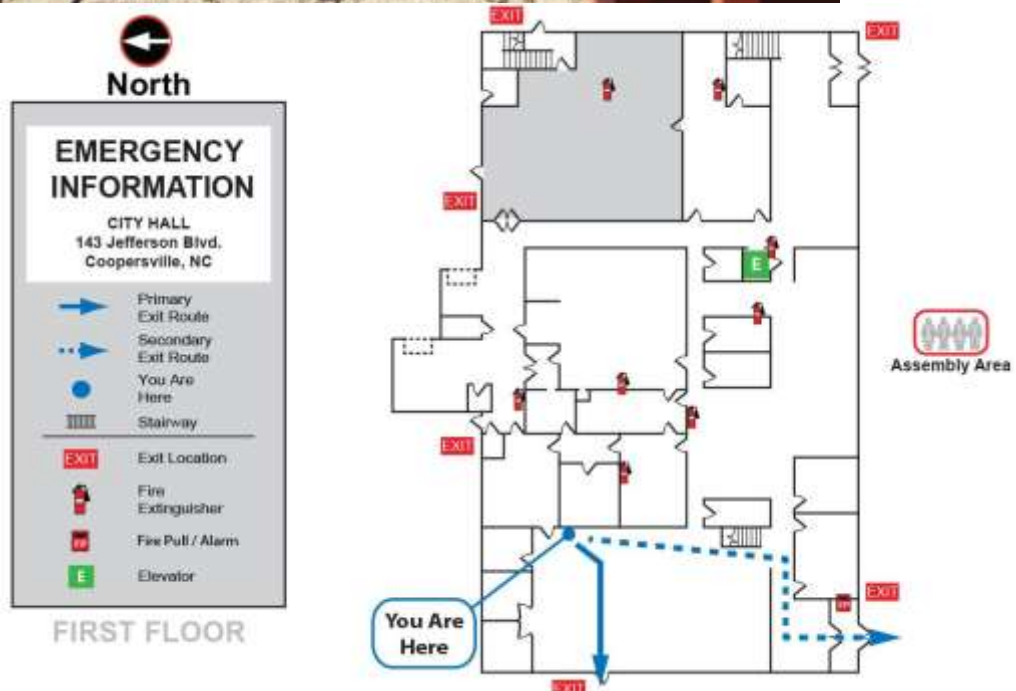 North
EMERGENCY
INFORMATION
CITY HALL
143 Jefferson Blvd.
Coopersville, NC
Primary
Exit Route
Secondary
Exit Route
You Are
Here
Stairway
EXIT
Exit Location
Fire
Extinguisher
Fire Pull / Alarm
E
Elevator
FIRST FLOOR
EXIT
EXIT
EXIT
E
Assembly Area
EXIT
You Are
Here
EXIT
EXIT